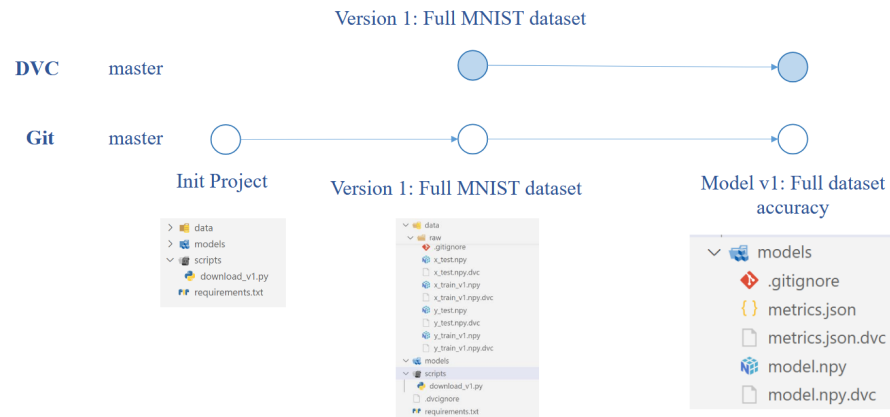 Version 1: Full MNIST dataset
DVC master
Git master
Init Project
Version 1: Full MNIST dataset
Model v1: Full dataset
accuracy
data
models
scripts
download_v1.py
requirements.txt
data
raw
.gitignore
x_test.npy
x_test.npy.dvc
x_train_v1.npy
x_train_v1.npy.dvc
y_test.npy
y_test.npy.dvc
y_train_v1.npy
y_train_v1.npy.dvc
models
scripts
download_v1.py
.dvcignore
requirements.txt
models
.gitignore
metrics.json
metrics.json.dvc
model.npy
model.npy.dvc